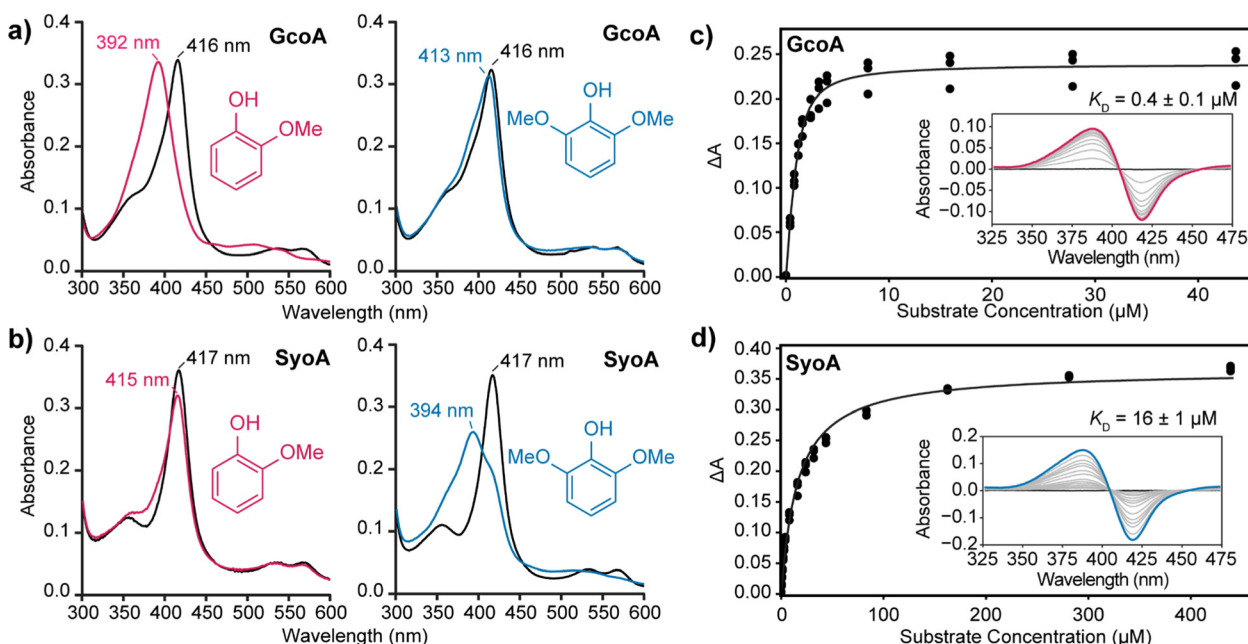 a)
GcoA
392 nm
416 nm
OH
OMe
Absorbance
0.4
0.3
0.2
0.1
0.0
300 350 400 450 500 550 600
GcoA
413 nm
416 nm
OH
MeO
OMe
0.4
0.3
0.2
0.1
0.0
300 350 400 450 500 550 600
Wavelength (nm)
b)
SyoA
417 nm
415 nm
OH
OMe
Absorbance
0.4
0.3
0.2
0.1
0.0
300 350 400 450 500 550 600
SyoA
417 nm
394 nm
OH
MeO
OMe
0.4
0.3
0.2
0.1
0.0
300 350 400 450 500 550 600
Wavelength (nm)
c)
GcoA
ΔA
0.25
0.20
0.15
0.10
0.05
0.00
0 10 20 30 40
Substrate Concentration (µM)
KD = 0.4 ± 0.1 µM
Absorbance
0.10
0.05
0.00
−0.05
−0.10
325 350 375 400 425 450 475
Wavelength (nm)
d)
SyoA
ΔA
0.40
0.35
0.30
0.25
0.20
0.15
0.10
0.05
0.00
0 100 200 300 400
Substrate Concentration (µM)
KD = 16 ± 1 µM
Absorbance
0.2
0.1
0.0
−0.1
−0.2
325 350 375 400 425 450 475
Wavelength (nm)